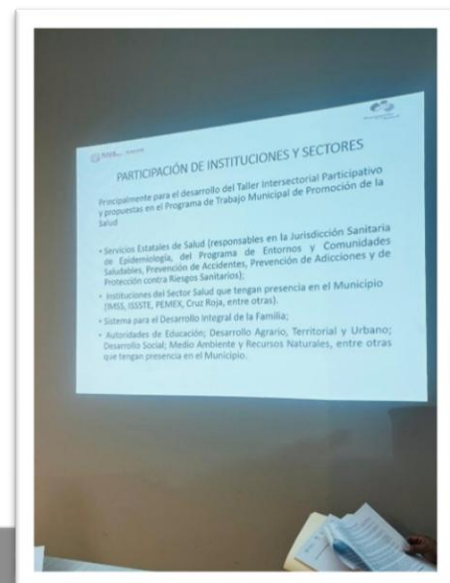 PARTICIPACIÓN DE INSTITUCIONES Y SECTORES
Principalmente para el desarrollo del Taller Intersectorial Participativo
y propuestas en el Programa de Trabajo Municipal de Promoción de la
Salud
• Servicios Estatales de Salud (responsables en la Jurisdicción Sanitaria
de Epidemiología, del Programa de Entornos y Comunidades
Saludables, Prevención de Accidentes, Prevención de Adicciones y de
Protección contra Riesgos Sanitarios);
• Instituciones del Sector Salud que tengan presencia en el Municipio
(IMSS, ISSSTE, PEMEX, Cruz Roja, entre otras).
• Sistema para el Desarrollo Integral de la Familia;
• Autoridades de Educación; Desarrollo Agrario, Territorial y Urbano;
Desarrollo Social; Medio Ambiente y Recursos Naturales, entre otras
que tengan presencia en el Municipio.